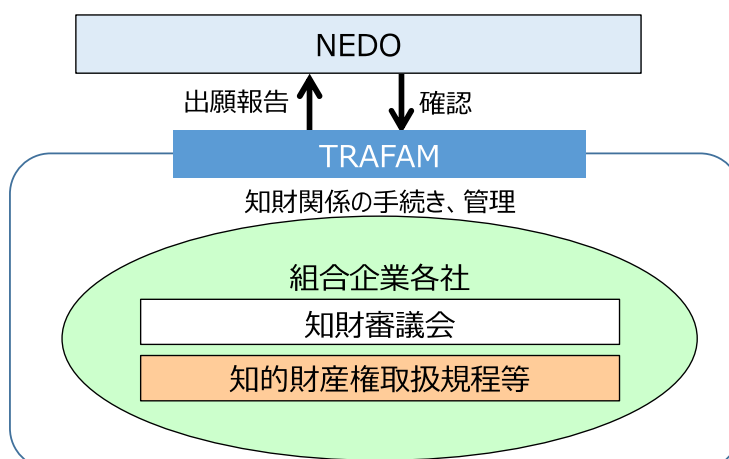 NEDO
出願報告
確認
TRAFAM
知財関係の手続き、管理
組合企業各社
知財審議会
知的財産権取扱規程等